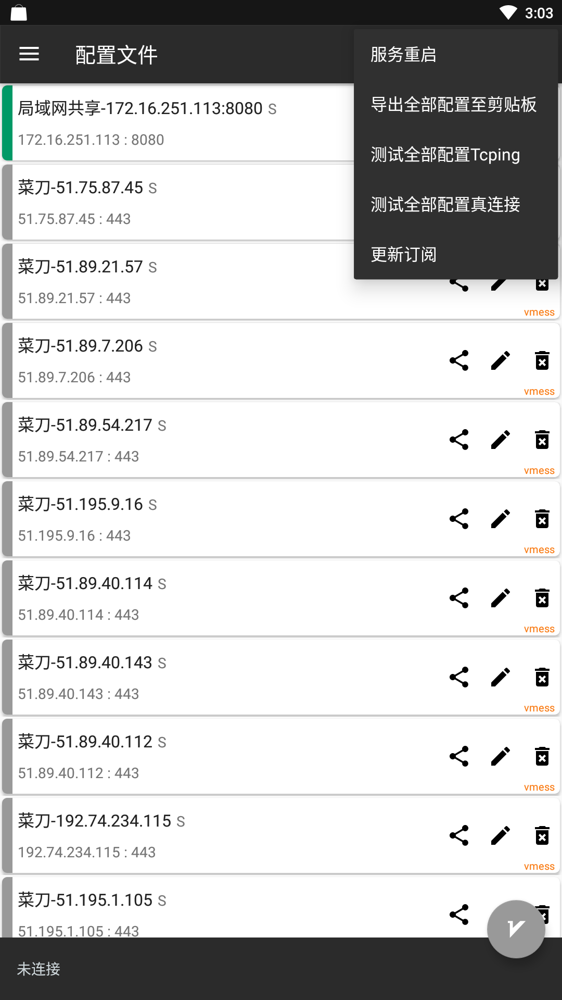 3:03
配置文件
服务重启
导出全部配置至剪贴板
测试全部配置Tcping
测试全部配置真连接
更新订阅
局域网共享-172.16.251.113:8080 S
172.16.251.113 : 8080
菜刀-51.75.87.45 S
51.75.87.45 : 443
菜刀-51.89.21.57 S
51.89.21.57 : 443
vmess
菜刀-51.89.7.206 S
51.89.7.206 : 443
vmess
菜刀-51.89.54.217 S
51.89.54.217 : 443
vmess
菜刀-51.195.9.16 S
51.195.9.16 : 443
vmess
菜刀-51.89.40.114 S
51.89.40.114 : 443
vmess
菜刀-51.89.40.143 S
51.89.40.143 : 443
vmess
菜刀-51.89.40.112 S
51.89.40.112 : 443
vmess
菜刀-192.74.234.115 S
192.74.234.115 : 443
vmess
菜刀-51.195.1.105 S
51.195.1.105 : 443
未连接